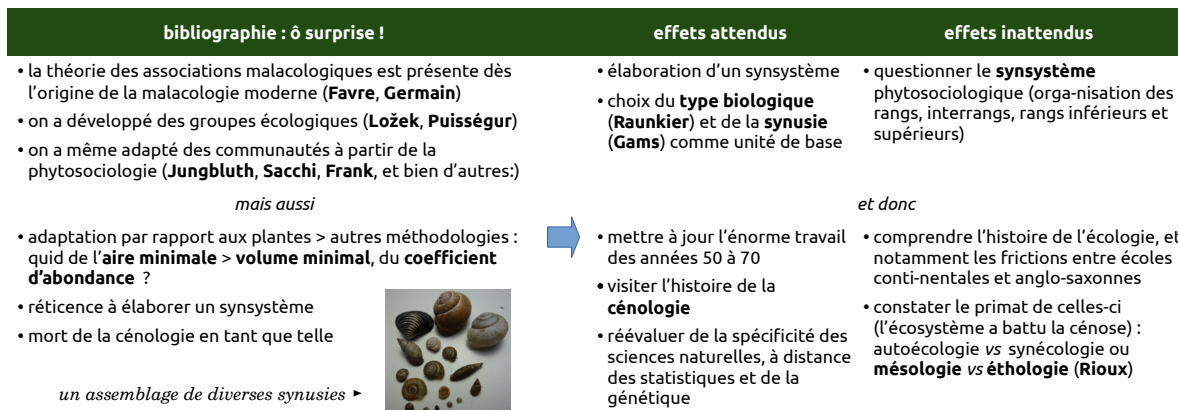 bibliographie : ô surprise !
• la théorie des associations malacologiques est présente dès
l'origine de la malacologie moderne (Favre, Germain)
• on a développé des groupes écologiques (Ložek, Puisségur)
• on a même adapté des communautés à partir de la
phytosociologie (Jungbluth, Sacchi, Frank, et bien d'autres:)
mais aussi
• adaptation par rapport aux plantes > autres méthodologies :
quid de l'aire minimale > volume minimal, du coefficient
d'abondance ?
• réticence à élaborer un synsystème
• mort de la cénologie en tant que telle
un assemblage de diverses synusies ►
effets attendus
• élaboration d'un synsystème
• choix du type biologique
(Raunkier) et de la synusie
(Gams) comme unité de base
effets inattendus
• questionner le synsystème
phytosociologique (orga-nisation des
rangs, interrangs, rangs inférieurs et
supérieurs)
et donc
• mettre à jour l'énorme travail
des années 50 à 70
• visiter l'histoire de la
cénologie
• réévaluer de la spécificité des
sciences naturelles, à distance
des statistiques et de la
génétique
• comprendre l'histoire de l'écologie, et
notamment les frictions entre écoles
conti-nentales et anglo-saxonnes
• constater le primat de celles-ci
(l'écosystème a battu la cénose) :
autoécologie vs synécologie ou
mésologie vs éthologie (Rioux)